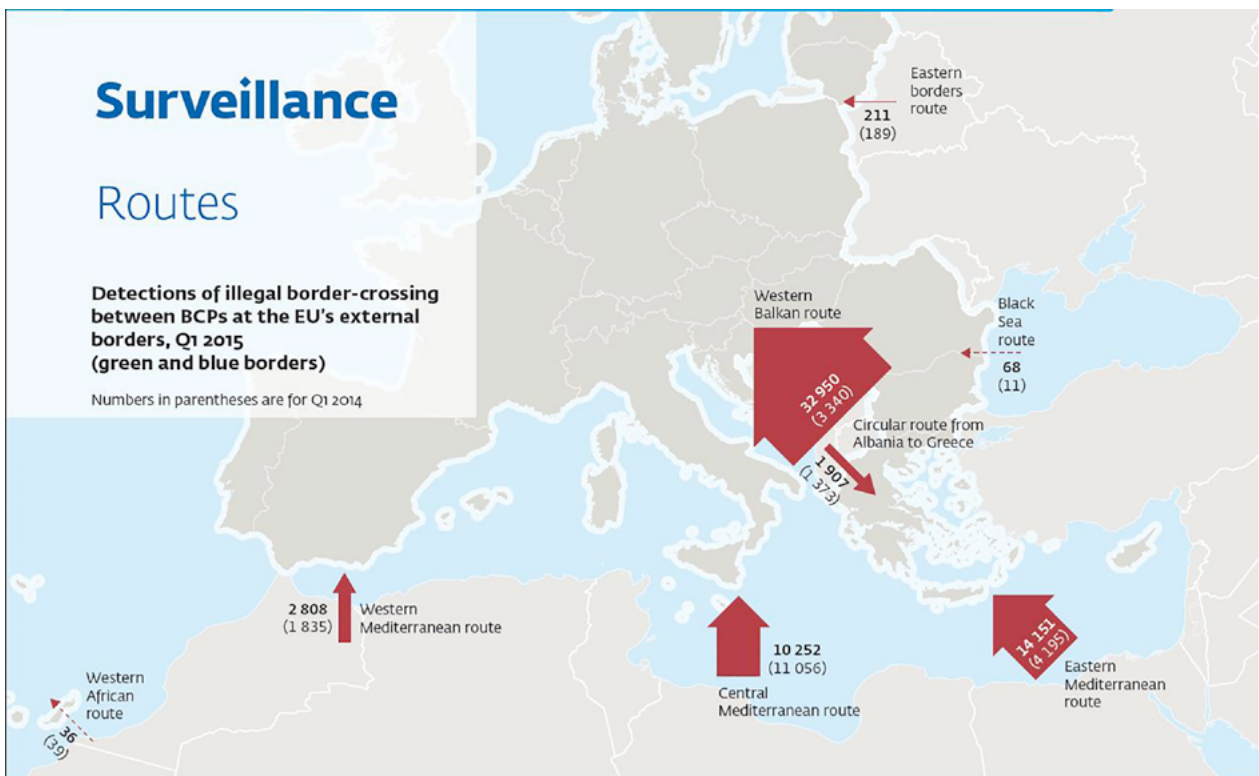 Surveillance
Routes
Detections of illegal border-crossing
between BCPs at the EU's external
borders, Q1 2015
(green and blue borders)
Numbers in parentheses are for Q1 2014
Eastern
borders
route
211
(189)
Western
Balkan route
32 950
(3 340)
Black
Sea
route
68
(11)
Circular route from
Albania to Greece
1 907
(1 373)
2 808
(1 835)
Western
Mediterranean route
10 252
(11 056)
Central
Mediterranean route
14 151
(4 195)
Eastern
Mediterranean
route
Western
African
route
36
(39)